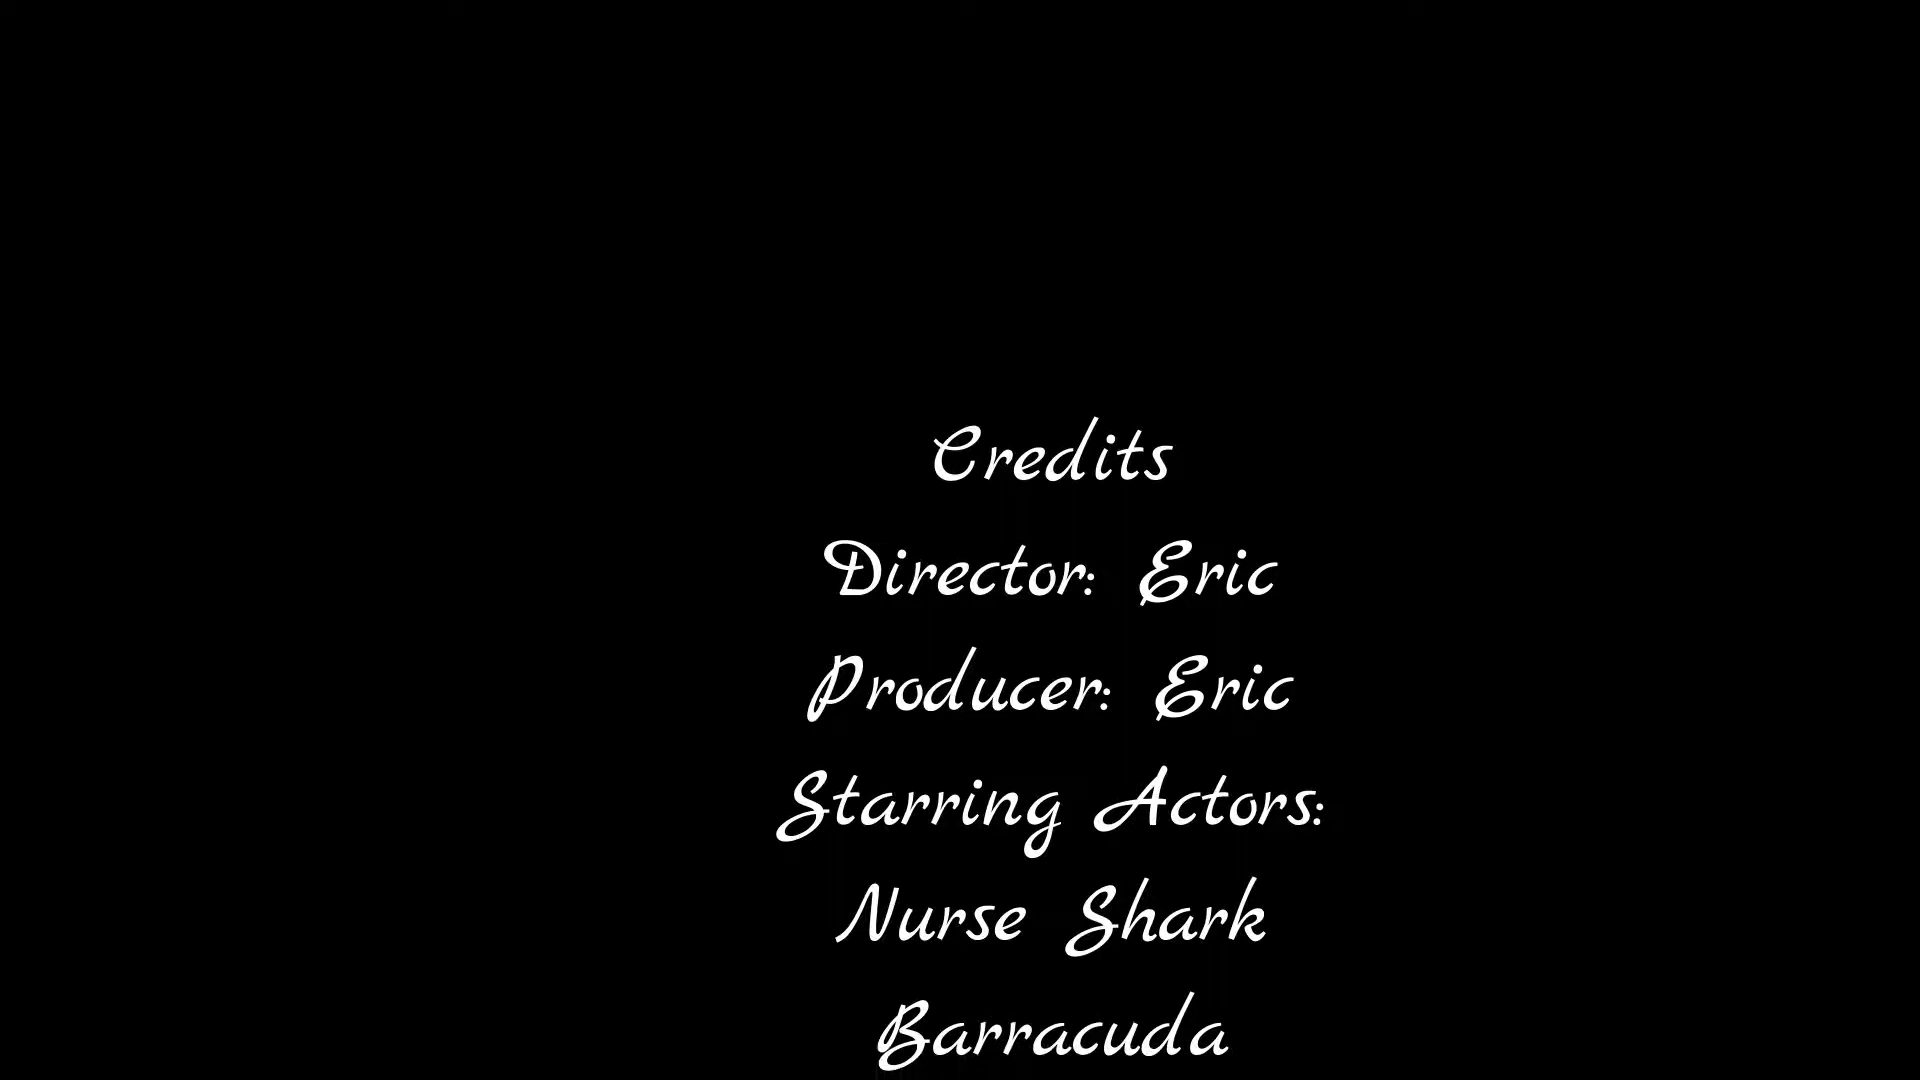 Credits
Director: Eric
Producer: Eric
Starring Actors:
Nurse Shark
Barracuda